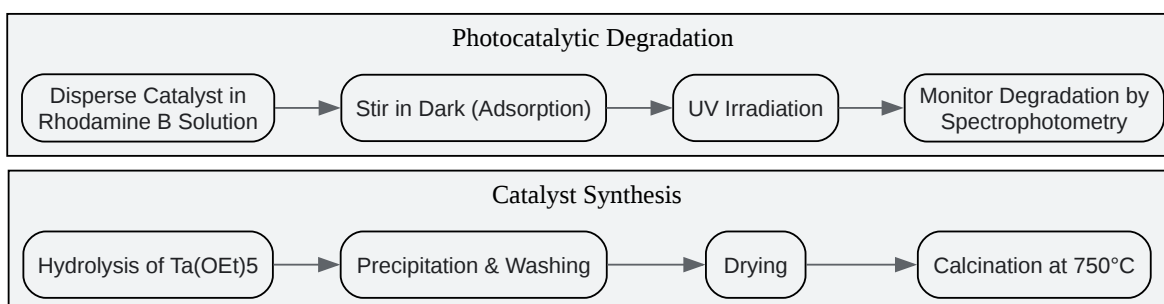 Photocatalytic Degradation
Disperse Catalyst in
Rhodamine B Solution
Stir in Dark (Adsorption)
UV Irradiation
Monitor Degradation by
Spectrophotometry
Catalyst Synthesis
Hydrolysis of Ta(OEt)5
Precipitation & Washing
Drying
Calcination at 750°C